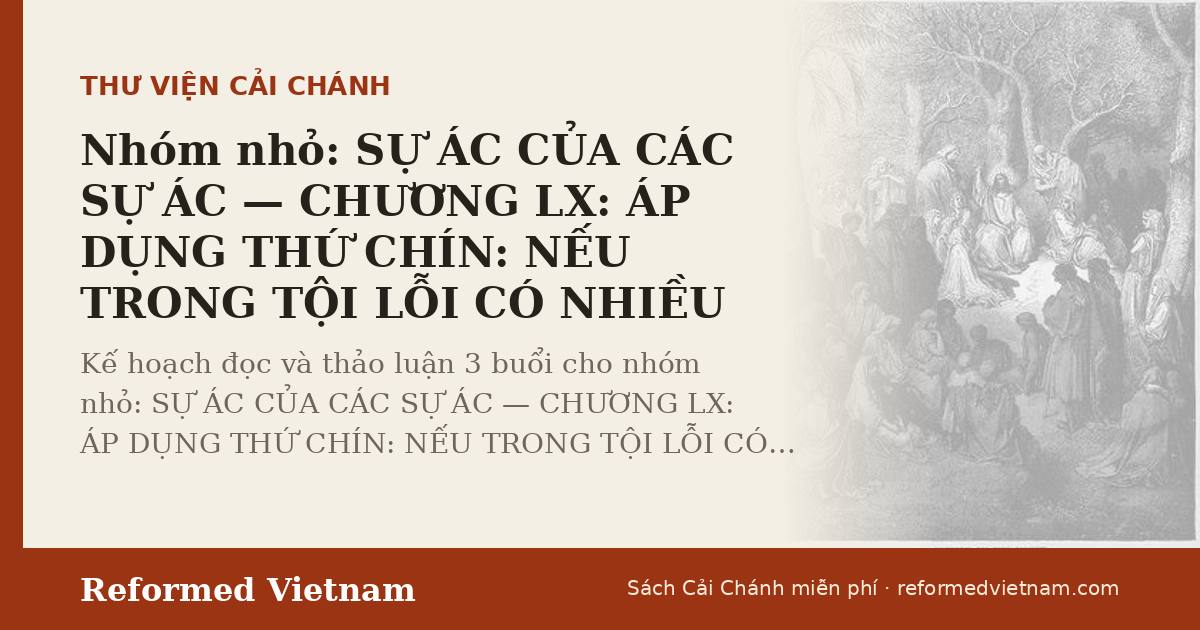 THƯ VIỆN CẢI CHÁNH
Nhóm nhỏ: SỰ ÁC CỦA CÁC
SỰ ÁC — CHƯƠNG LX: ÁP
DỤNG THỨ CHÍN: NẾU
TRONG TỘI LỖI CÓ NHIỀU
Kế hoạch đọc và thảo luận 3 buổi cho nhóm
nhỏ: SỰ ÁC CỦA CÁC SỰ ÁC — CHƯƠNG LX:
ÁP DỤNG THỨ CHÍN: NẾU TRONG TỘI LỖI CÓ...
Reformed Vietnam
Sách Cải Chánh miễn phí · reformedvietnam.com